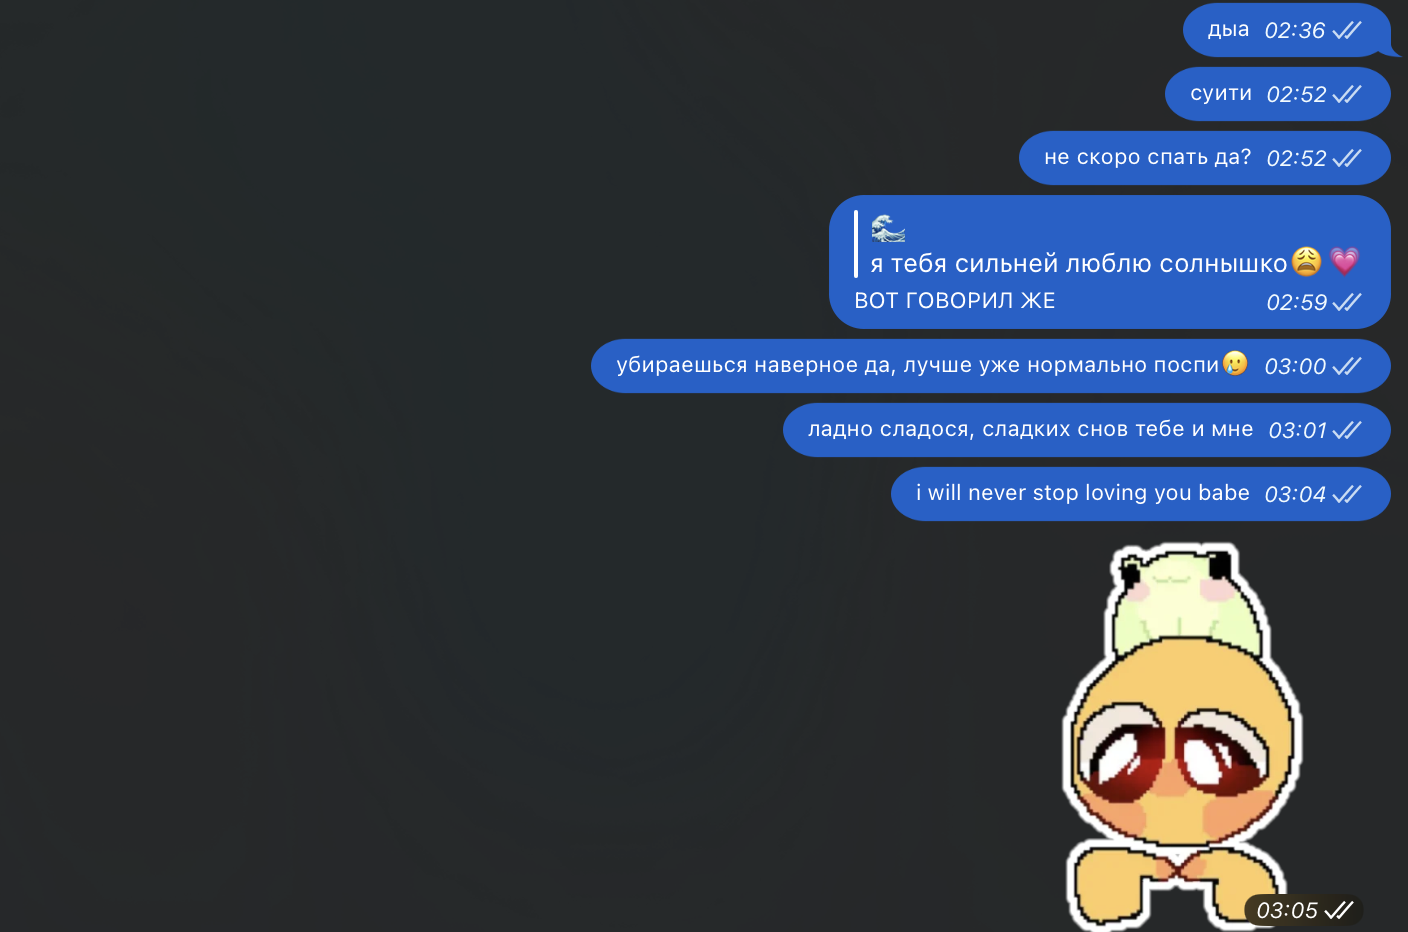 дыа 02:36
суити 02:52
не скоро спать да? 02:52
🌊
я тебя сильней люблю солнышко😩 💗
ВОТ ГОВОРИЛ ЖЕ 02:59
убираешься наверное да, лучше уже нормально поспи🥲 03:00
ладно сладося, сладких снов тебе и мне 03:01
i will never stop loving you babe 03:04
03:05